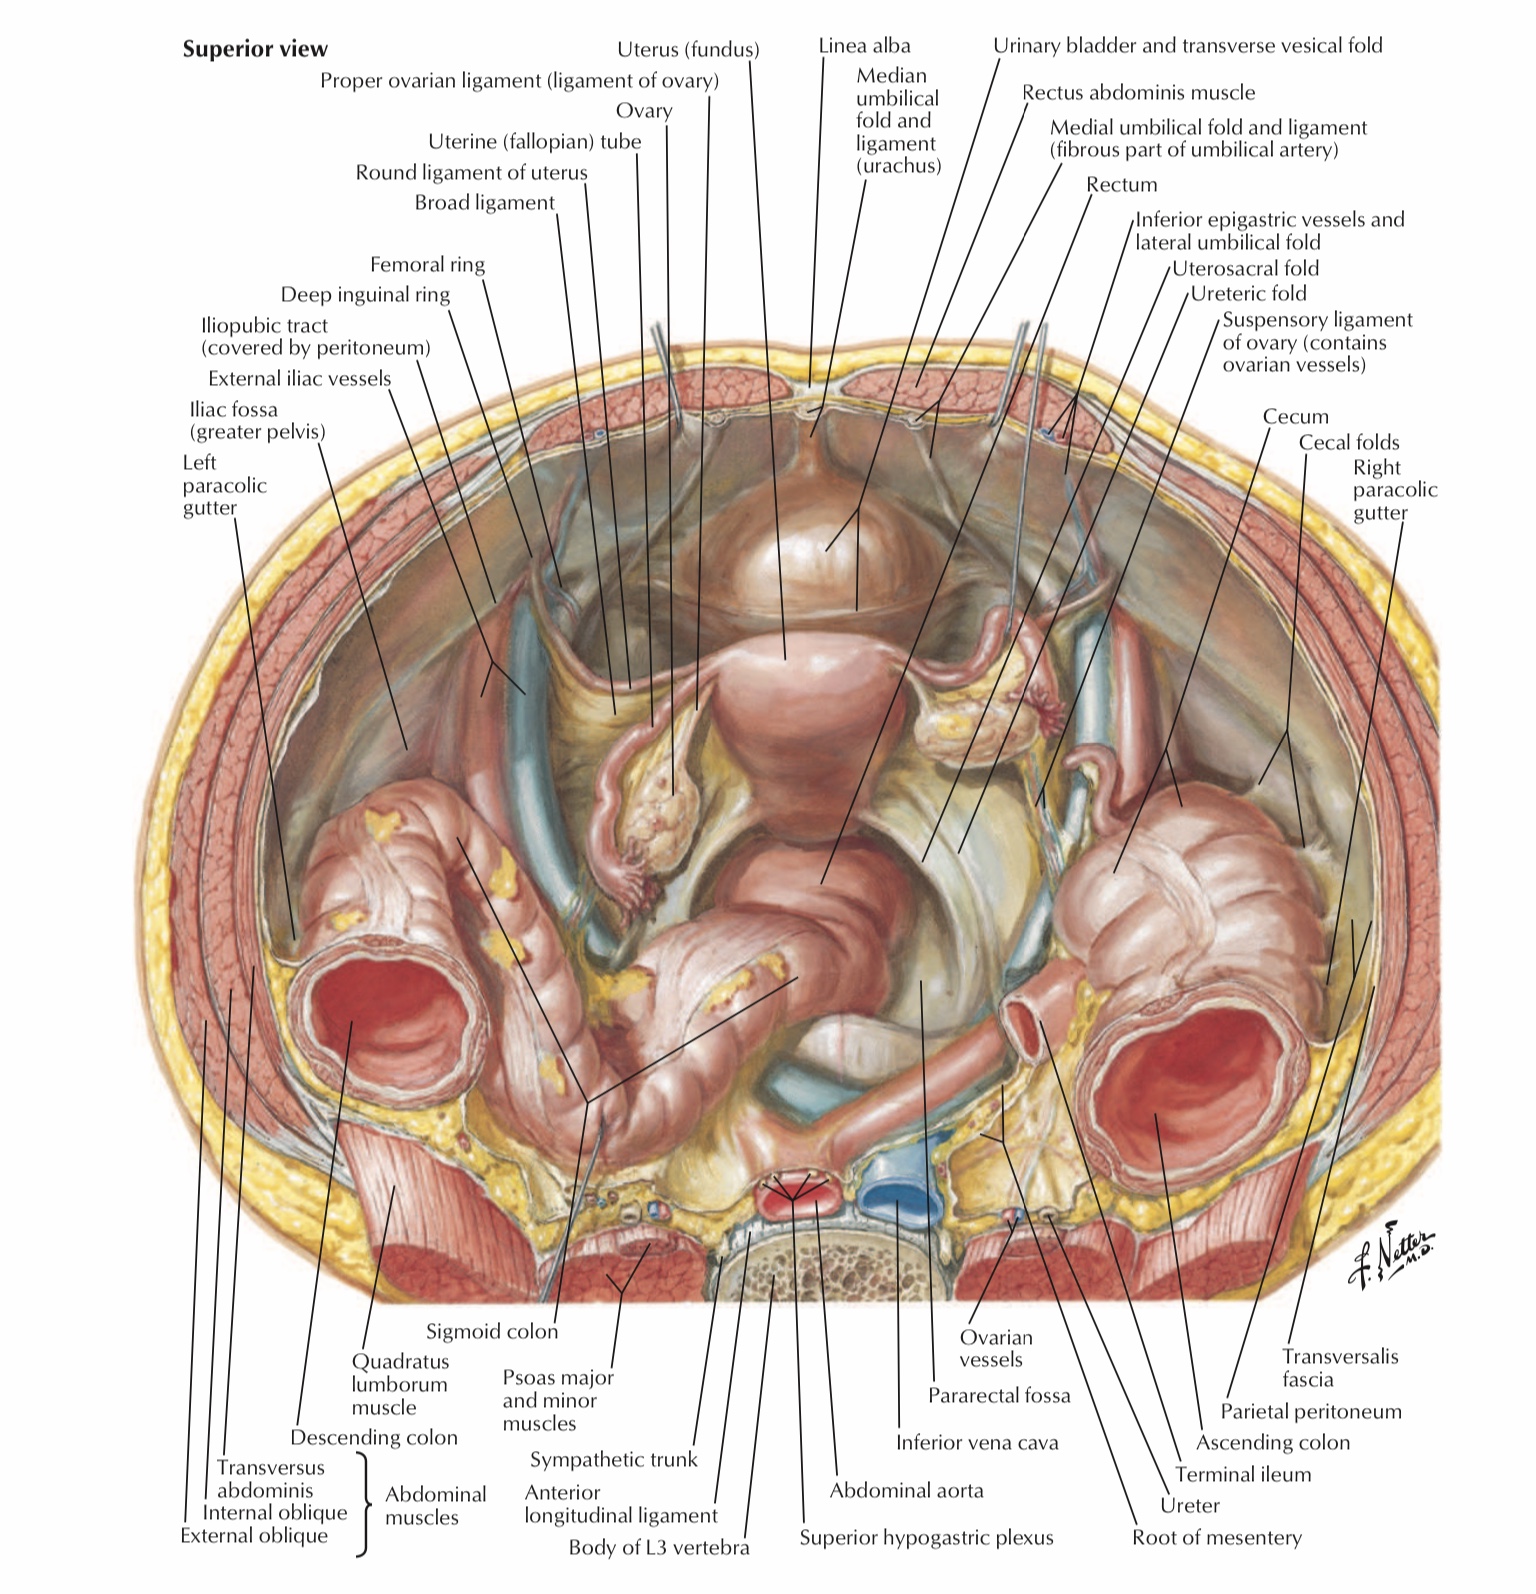 Superior view
Uterus (fundus)
Linea alba
Urinary bladder and transverse vesical fold
Proper ovarian ligament (ligament of ovary)
Median
umbilical
fold and
ligament
(urachus)
Rectus abdominis muscle
Ovary
Medial umbilical fold and ligament
(fibrous part of umbilical artery)
Uterine (fallopian) tube
Round ligament of uterus
Rectum
Broad ligament
Inferior epigastric vessels and
lateral umbilical fold
Femoral ring
Uterosacral fold
Deep inguinal ring
Ureteric fold
Iliopubic tract
(covered by peritoneum)
Suspensory ligament
of ovary (contains
ovarian vessels)
External iliac vessels
Iliac fossa
(greater pelvis)
Cecum
Cecal folds
Left
paracolic
gutter
Right
paracolic
gutter
F. Netter
M.D.
Sigmoid colon
Ovarian
vessels
Quadratus
lumborum
muscle
Transversalis
fascia
Psoas major
and minor
muscles
Pararectal fossa
Parietal peritoneum
Descending colon
Inferior vena cava
Ascending colon
Sympathetic trunk
Transversus
abdominis
Internal oblique
External oblique
Abdominal
muscles
Terminal ileum
Anterior
longitudinal ligament
Abdominal aorta
Ureter
Body of L3 vertebra
Superior hypogastric plexus
Root of mesentery